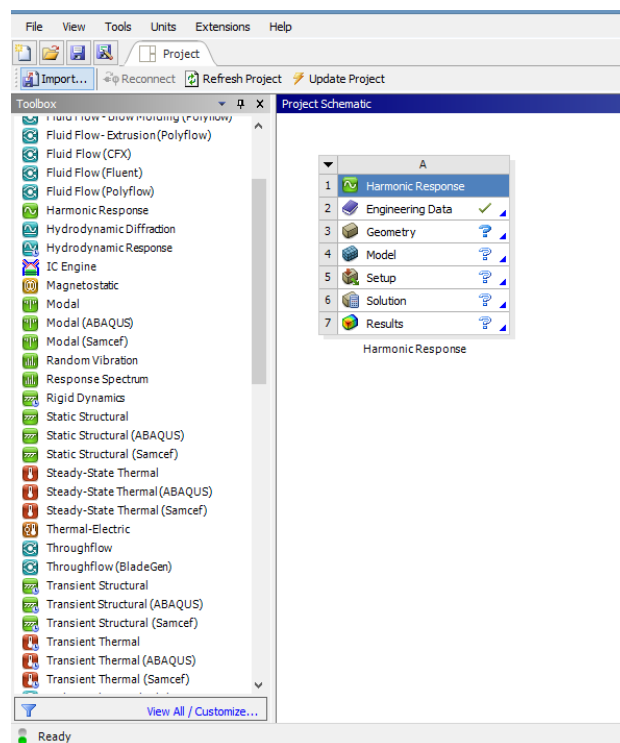 File View Tools Units Extensions Help
Project
Import... Reconnect Refresh Project Update Project
Toolbox
Project Schematic
Fluid Flow- Blow Molding (Polyflow)
Fluid Flow- Extrusion (Polyflow)
Fluid Flow (CFX)
Fluid Flow (Fluent)
Fluid Flow (Polyflow)
Harmonic Response
Hydrodynamic Diffraction
Hydrodynamic Response
IC Engine
Magnetostatic
Modal
Modal (ABAQUS)
Modal (Samcef)
Random Vibration
Response Spectrum
Rigid Dynamics
Static Structural
Static Structural (ABAQUS)
Static Structural (Samcef)
Steady-State Thermal
Steady-State Thermal (ABAQUS)
Steady-State Thermal (Samcef)
Thermal-Electric
Throughflow
Throughflow (BladeGen)
Transient Structural
Transient Structural (ABAQUS)
Transient Structural (Samcef)
Transient Thermal
Transient Thermal (ABAQUS)
Transient Thermal (Samcef)
View All / Customize...
A
1 Harmonic Response
2 Engineering Data
3 Geometry ?
4 Model ?
5 Setup ?
6 Solution ?
7 Results ?
Harmonic Response
Ready